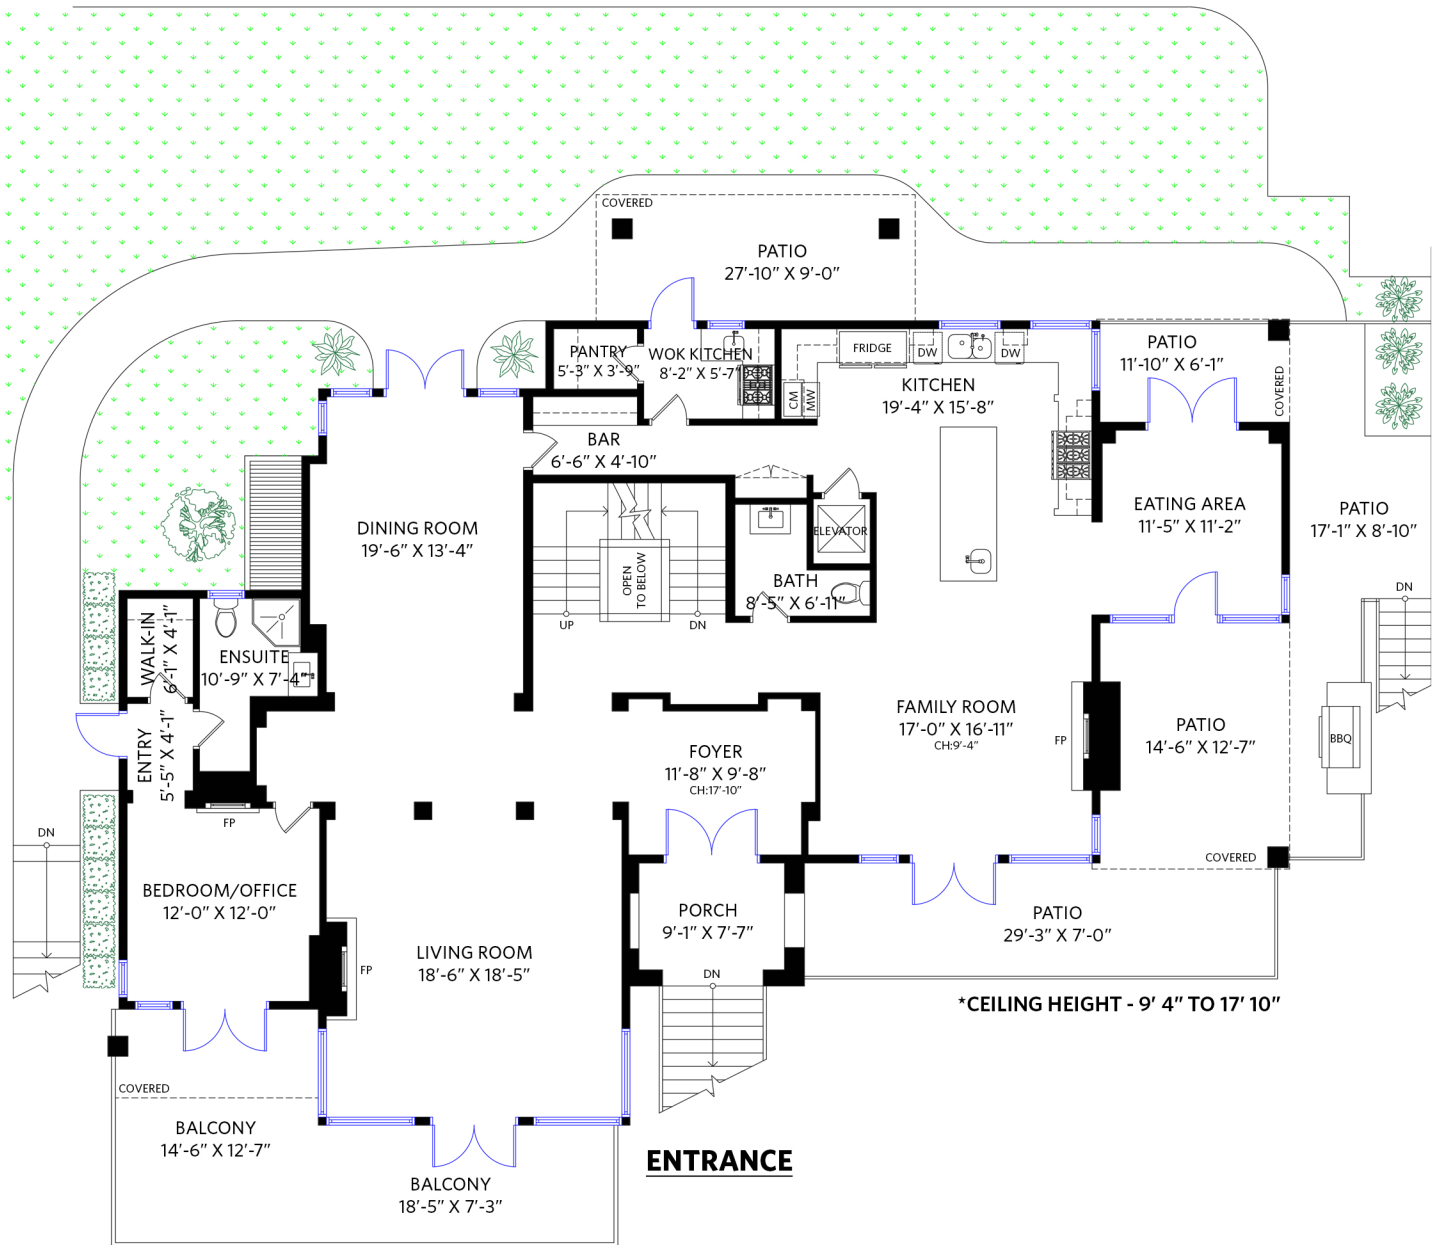 COVERED
PATIO
27'-10" X 9'-0"
PANTRY
5'-3" X 3'-9"
WOK KITCHEN
8'-2" X 5'-7"
FRIDGE
DW
DW
CM
MW
KITCHEN
19'-4" X 15'-8"
PATIO
11'-10" X 6'-1"
COVERED
BAR
6'-6" X 4'-10"
DINING ROOM
19'-6" X 13'-4"
OPEN
TO BELOW
UP
DN
ELEVATOR
BATH
8'-5" X 6'-11"
EATING AREA
11'-5" X 11'-2"
PATIO
17'-1" X 8'-10"
DN
WALK-IN
6'-1" X 4'-1"
ENSUITE
10'-9" X 7'-4"
ENTRY
5'-5" X 4'-1"
FOYER
11'-8" X 9'-8"
CH:17'-10"
FAMILY ROOM
17'-0" X 16'-11"
CH:9'-4"
FP
PATIO
14'-6" X 12'-7"
BBQ
FP
DN
BEDROOM/OFFICE
12'-0" X 12'-0"
COVERED
PORCH
9'-1" X 7'-7"
PATIO
29'-3" X 7'-0"
LIVING ROOM
18'-6" X 18'-5"
FP
DN
*CEILING HEIGHT - 9' 4" TO 17' 10"
COVERED
BALCONY
14'-6" X 12'-7"
ENTRANCE
BALCONY
18'-5" X 7'-3"